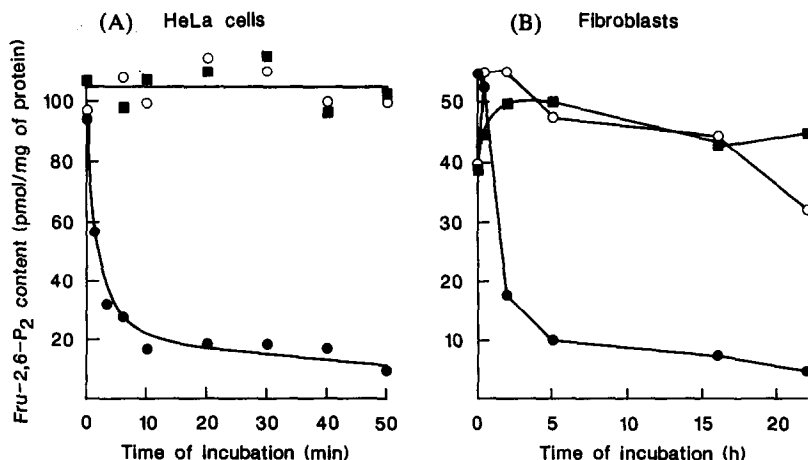 (A) HeLa cells
(B) Fibroblasts
Fru-2,6-P2 content (pmol/mg of protein)
100
80
60
40
20
0 10 20 30 40 50
Time of incubation (min)
50
40
30
20
10
0 5 10 15 20
Time of incubation (h)